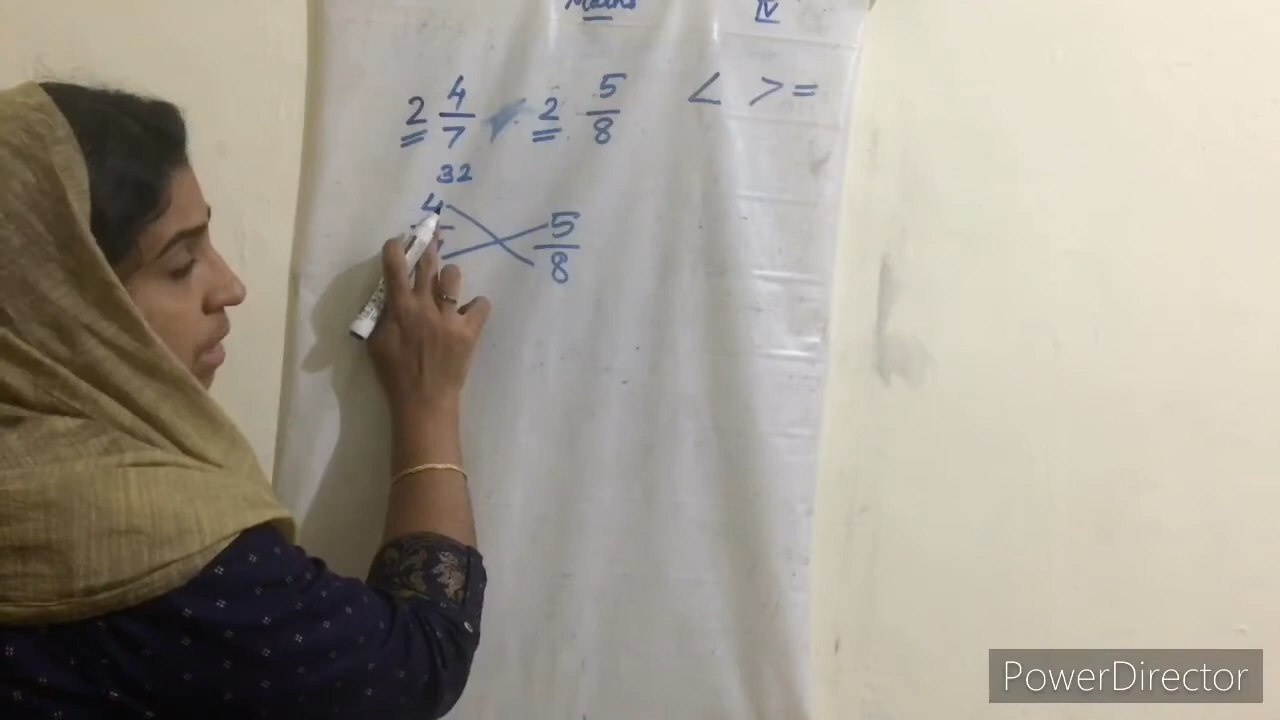 Maths IV
2 4/7 2 5/8 < > =
32
4 5
8
PowerDirector